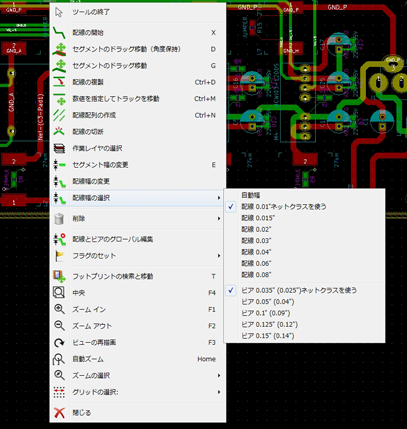 GND_P
GND_P
GND_P
GND_A
GND_A
Net-(C3-Pad1)
JUMPER
ツールの終了
配線の開始 X
セグメントのドラッグ移動（角度保持） D
セグメントのドラッグ移動 G
配線の複製 Ctrl+D
数値を指定してトラックを移動 Ctrl+M
配線配列の作成 Ctrl+N
配線の切断
作業レイヤの選択
セグメント幅の変更 E
配線幅の変更
配線幅の選択
削除
配線とビアのグローバル編集
フラグのセット
フットプリントの検索と移動 T
中央 F4
ズーム イン F1
ズーム アウト F2
ビューの再描画 F3
自動ズーム Home
ズームの選択
グリッドの選択:
閉じる
自動幅
配線 0.01"ネットクラスを使う
配線 0.015"
配線 0.02"
配線 0.03"
配線 0.04"
配線 0.06"
配線 0.08"
ビア 0.035" (0.025")ネットクラスを使う
ビア 0.05" (0.04")
ビア 0.1" (0.09")
ビア 0.125" (0.12")
ビア 0.15" (0.14")